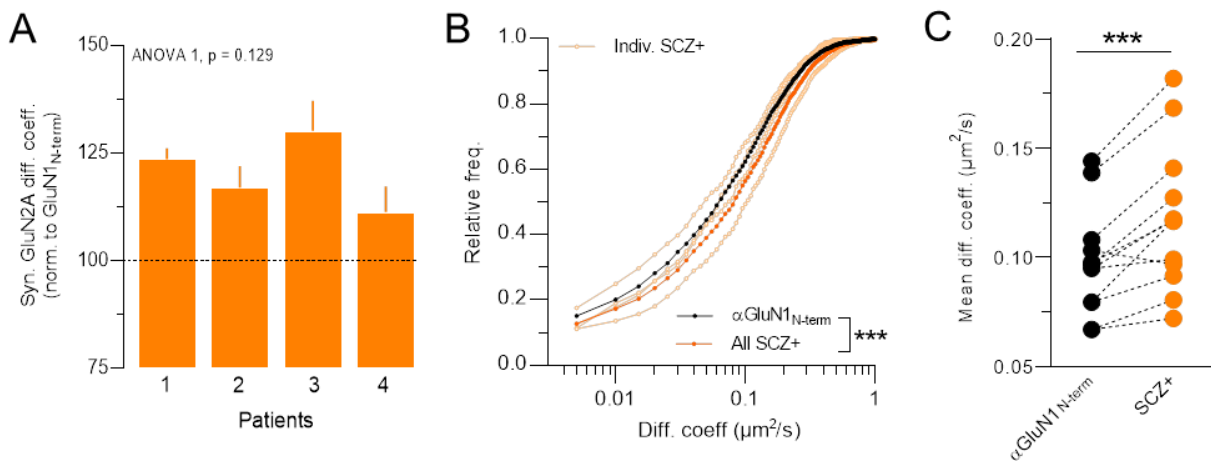 A
150
125
100
75
Syn. GluN2A diff. coeff.
(norm. to GluN1N-term)
ANOVA 1, p = 0.129
1 2 3 4
Patients
B
1.0
0.8
0.6
0.4
0.2
0.0
Relative freq.
Indiv. SCZ+
αGluN1N-term
All SCZ+
***
0.01 0.1 1
Diff. coeff (µm²/s)
C
0.20
0.15
0.10
0.05
Mean diff. coeff. (µm²/s)
***
αGluN1 N-term
SCZ+